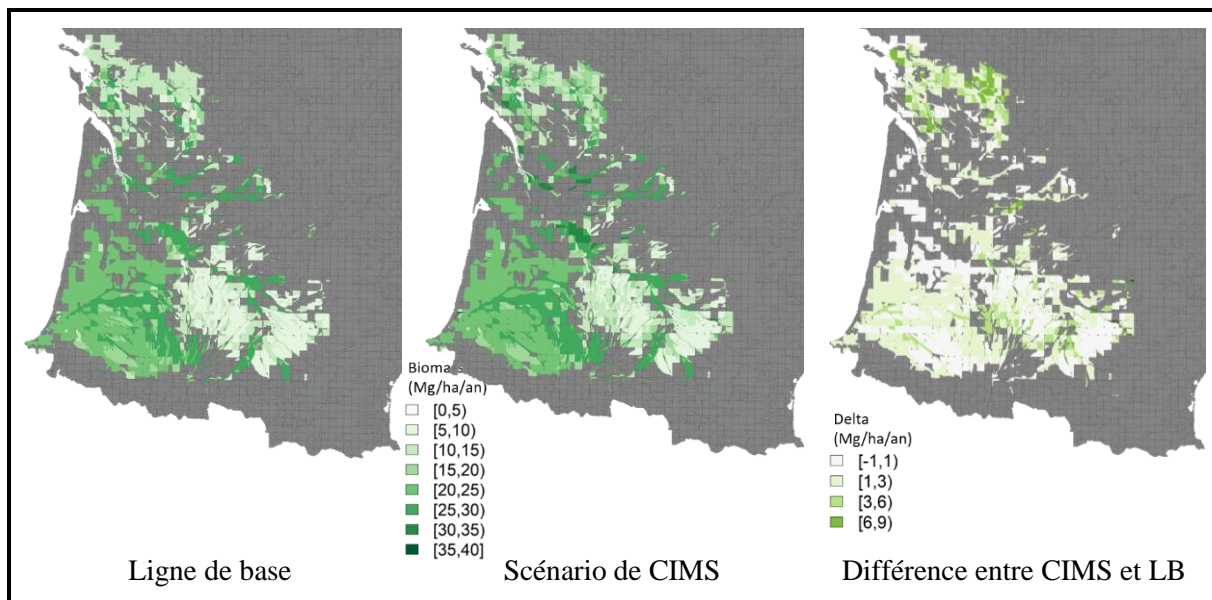 Biomas
(Mg/ha/an)
[0,5)
[5,10)
[10,15)
[15,20)
[20,25)
[25,30)
[30,35)
[35,40]
Delta
(Mg/ha/an)
[-1,1)
[1,3)
[3,6)
[6,9)
Ligne de base
Scénario de CIMS
Différence entre CIMS et LB